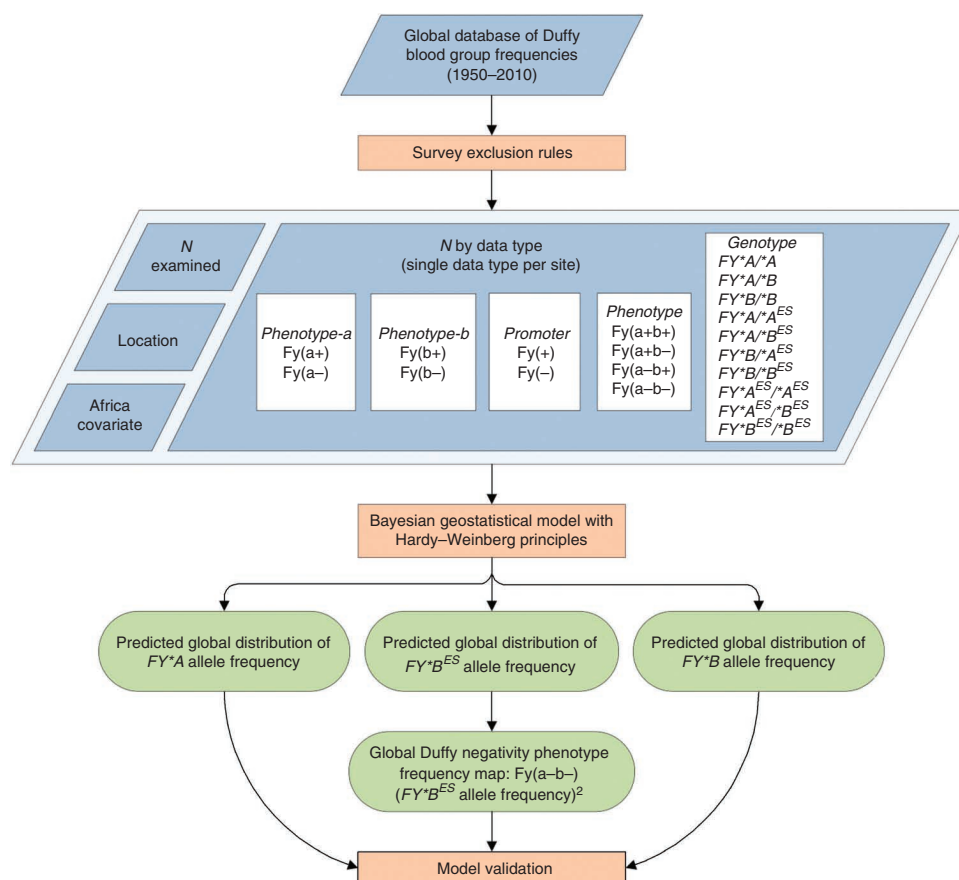 Global database of Duffy
blood group frequencies
(1950–2010)
Survey exclusion rules
N
examined
Location
Africa
covariate
N by data type
(single data type per site)
Phenotype-a
Fy(a+)
Fy(a–)
Phenotype-b
Fy(b+)
Fy(b–)
Promoter
Fy(+)
Fy(–)
Phenotype
Fy(a+b+)
Fy(a+b–)
Fy(a–b+)
Fy(a–b–)
Genotype
FY*A/*A
FY*A/*B
FY*B/*B
FY*A/*A^ES
FY*A/*B^ES
FY*B/*A^ES
FY*B/*B^ES
FY*A^ES/*A^ES
FY*A^ES/*B^ES
FY*B^ES/*B^ES
Bayesian geostatistical model with
Hardy–Weinberg principles
Predicted global distribution of
FY*A allele frequency
Predicted global distribution of
FY*B^ES allele frequency
Predicted global distribution of
FY*B allele frequency
Global Duffy negativity phenotype
frequency map: Fy(a–b–)
(FY*B^ES allele frequency)²
Model validation